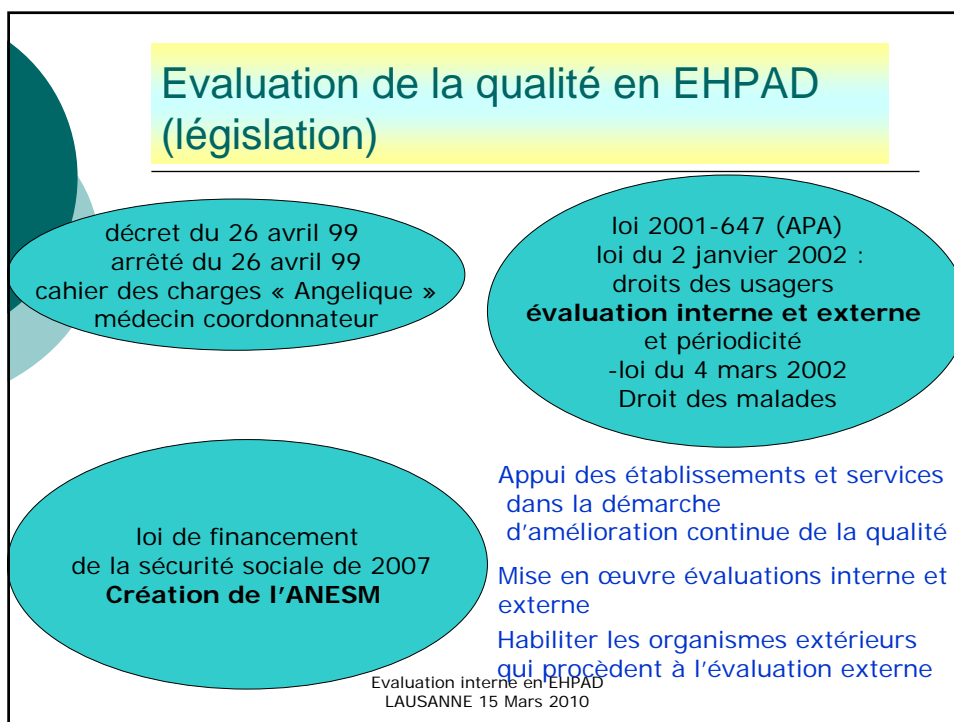 Evaluation de la qualité en EHPAD
(législation)
décret du 26 avril 99
arrêté du 26 avril 99
cahier des charges « Angelique »
médecin coordonnateur
loi 2001-647 (APA)
loi du 2 janvier 2002 :
droits des usagers
évaluation interne et externe
et périodicité
-loi du 4 mars 2002
Droit des malades
loi de financement
de la sécurité sociale de 2007
Création de l'ANESM
Appui des établissements et services
dans la démarche
d'amélioration continue de la qualité
Mise en œuvre évaluations interne et
externe
Habiliter les organismes extérieurs
qui procèdent à l'évaluation externe
Evaluation interne en EHPAD
LAUSANNE 15 Mars 2010